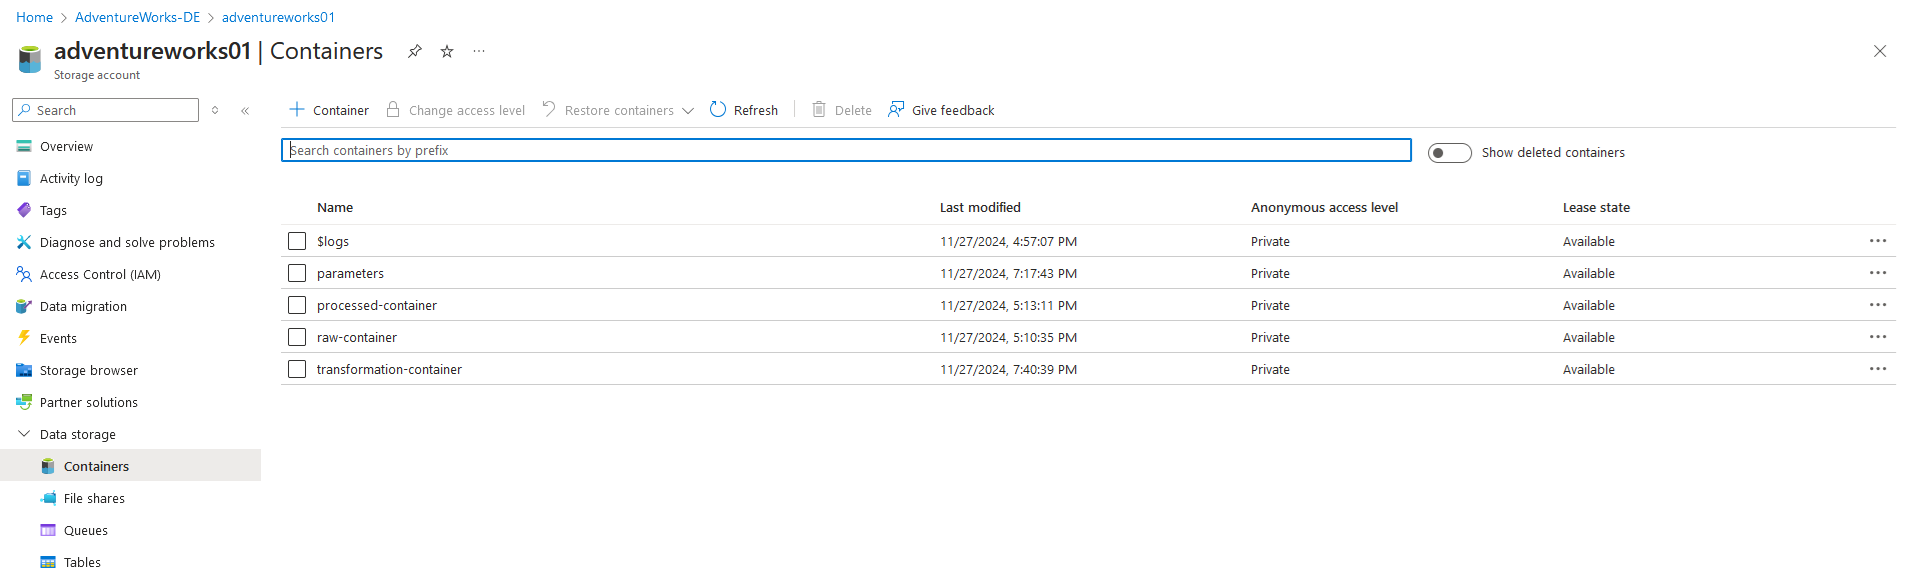 Home > AdventureWorks-DE > adventureworks01
adventureworks01 | Containers
Storage account
Search
Container Change access level Restore containers Refresh Delete Give feedback
Search containers by prefix
Show deleted containers
Overview
Activity log
Tags
Diagnose and solve problems
Access Control (IAM)
Data migration
Events
Storage browser
Partner solutions
Data storage
Containers
File shares
Queues
Tables
Name Last modified Anonymous access level Lease state
$logs 11/27/2024, 4:57:07 PM Private Available
parameters 11/27/2024, 7:17:43 PM Private Available
processed-container 11/27/2024, 5:13:11 PM Private Available
raw-container 11/27/2024, 5:10:35 PM Private Available
transformation-container 11/27/2024, 7:40:39 PM Private Available